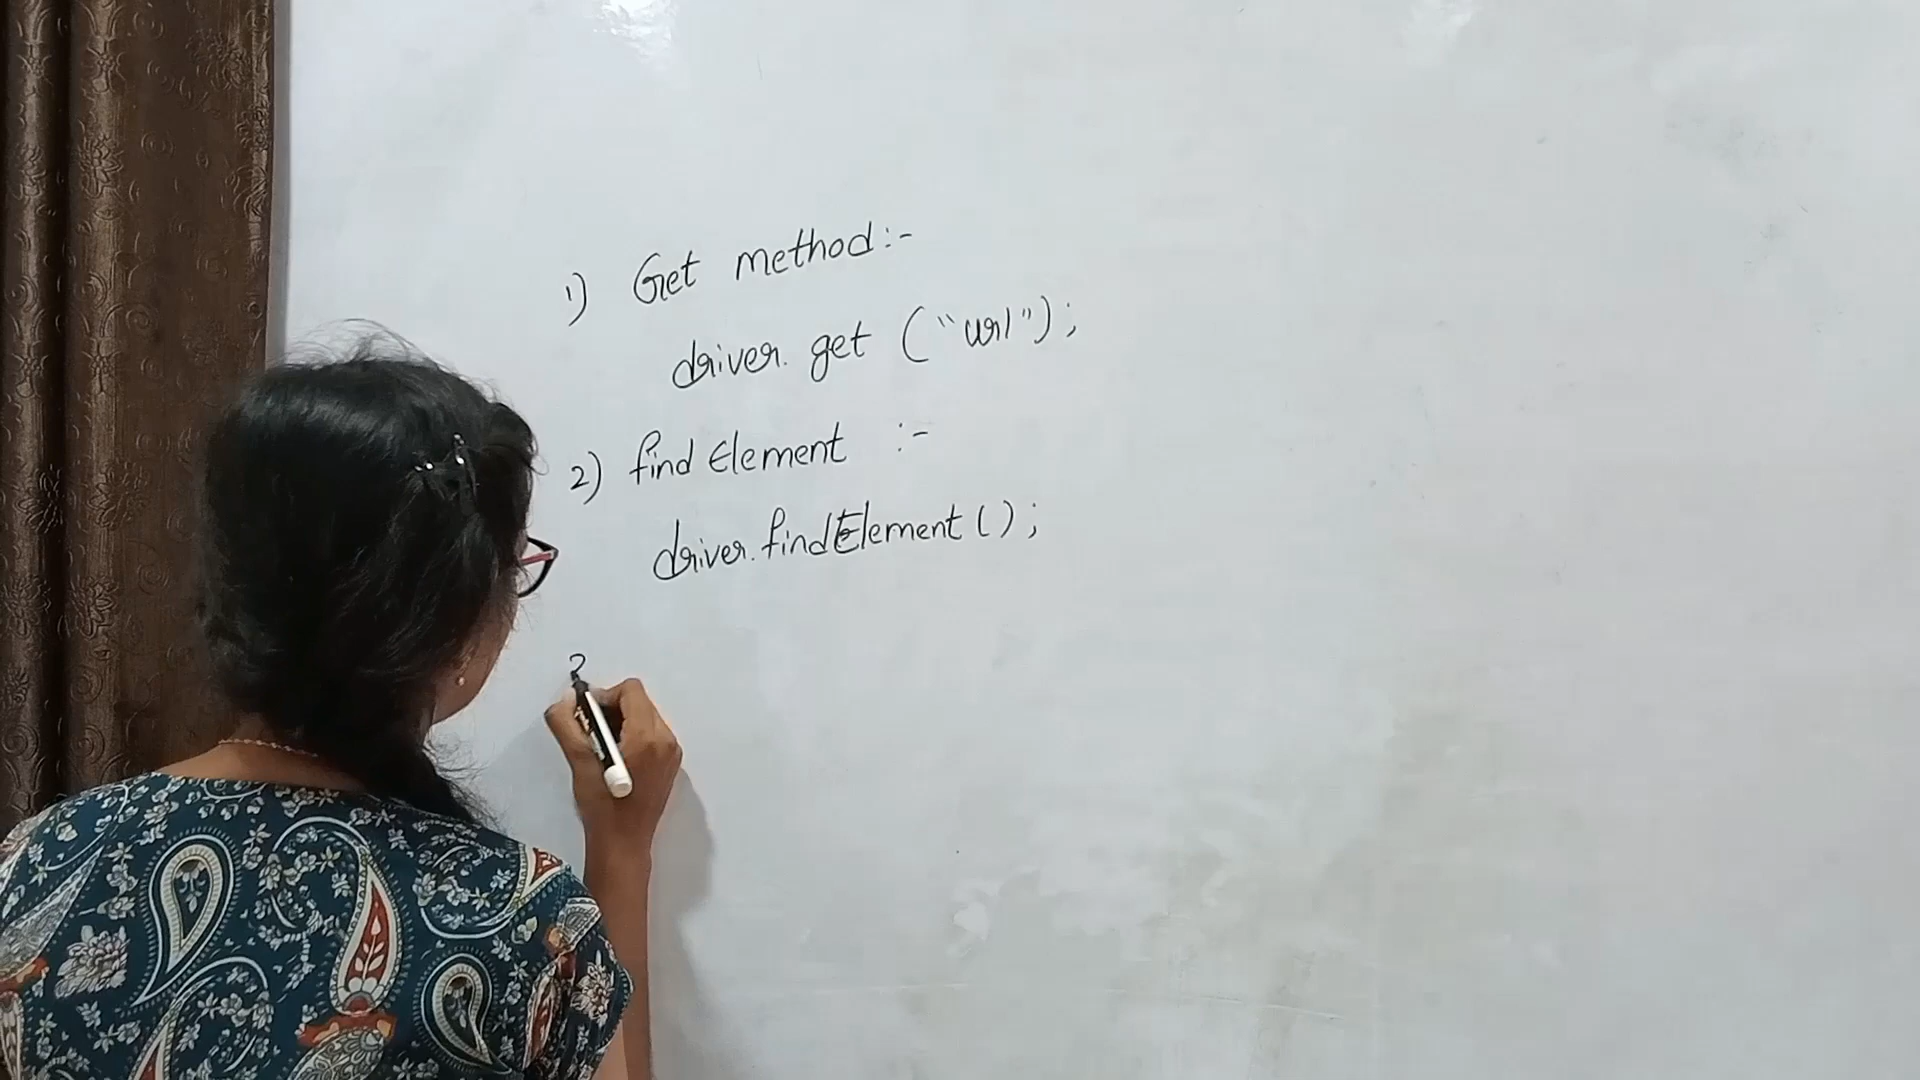 1) Get method:-
driver.get ("url");
2) find Element :-
driver.findElement();